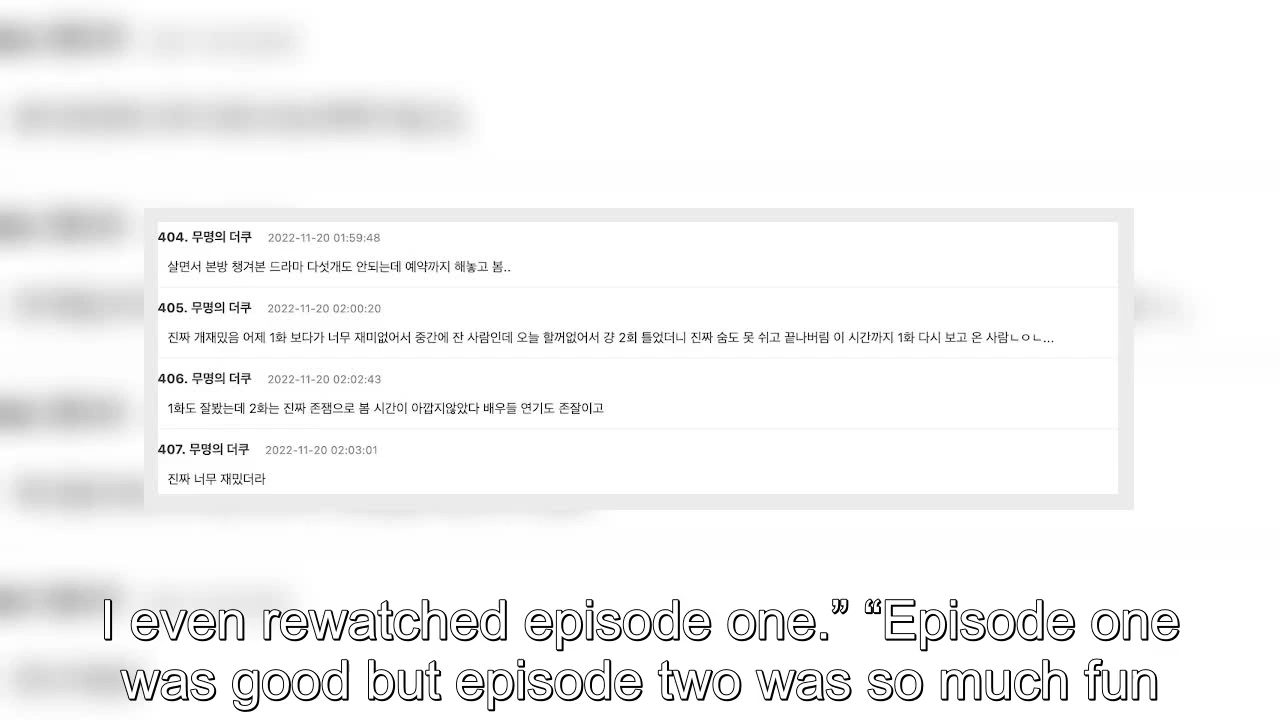 404. 무명의 더쿠 2022-11-20 01:59:48
살면서 본방 챙겨본 드라마 다섯개도 안되는데 예약까지 해놓고 봄..
405. 무명의 더쿠 2022-11-20 02:00:20
진짜 개재밌음 어제 1화 보다가 너무 재미없어서 중간에 잔 사람인데 오늘 할꺼없어서 걍 2회 틀었더니 진짜 숨도 못 쉬고 끝나버림 이 시간까지 1화 다시 보고 온 사람ㄴㅇㄴ...
406. 무명의 더쿠 2022-11-20 02:02:43
1화도 잘봤는데 2화는 진짜 존잼으로 봄 시간이 아깝지않았다 배우들 연기도 존잘이고
407. 무명의 더쿠 2022-11-20 02:03:01
진짜 너무 재밌더라
I even rewatched episode one.” “Episode one
was good but episode two was so much fun